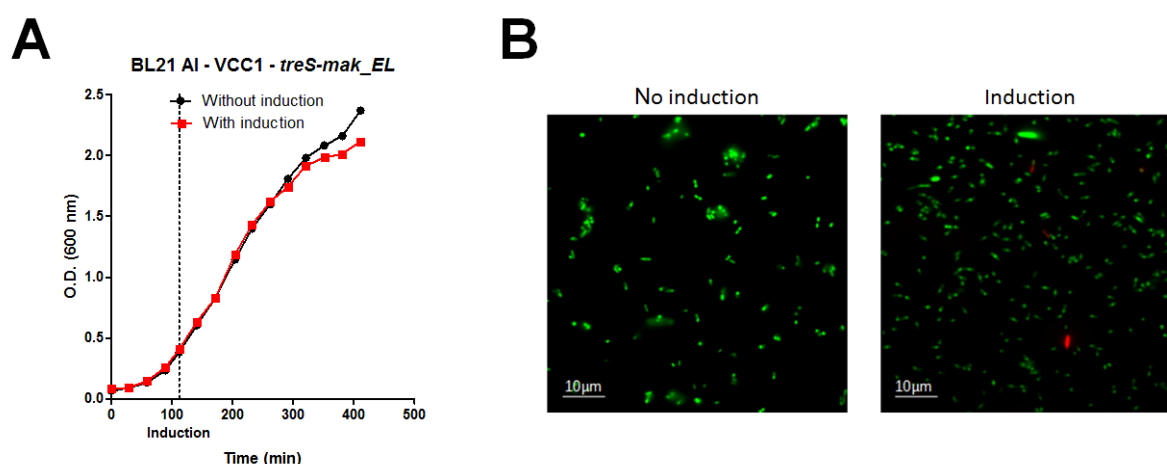 A
BL21 AI - VCC1 - treS-mak_EL
2.5
2.0
1.5
1.0
0.5
0.0
O.D. (600 nm)
Without induction
With induction
0
100
200
300
400
500
Induction
Time (min)
B
No induction
Induction
10µm
10µm